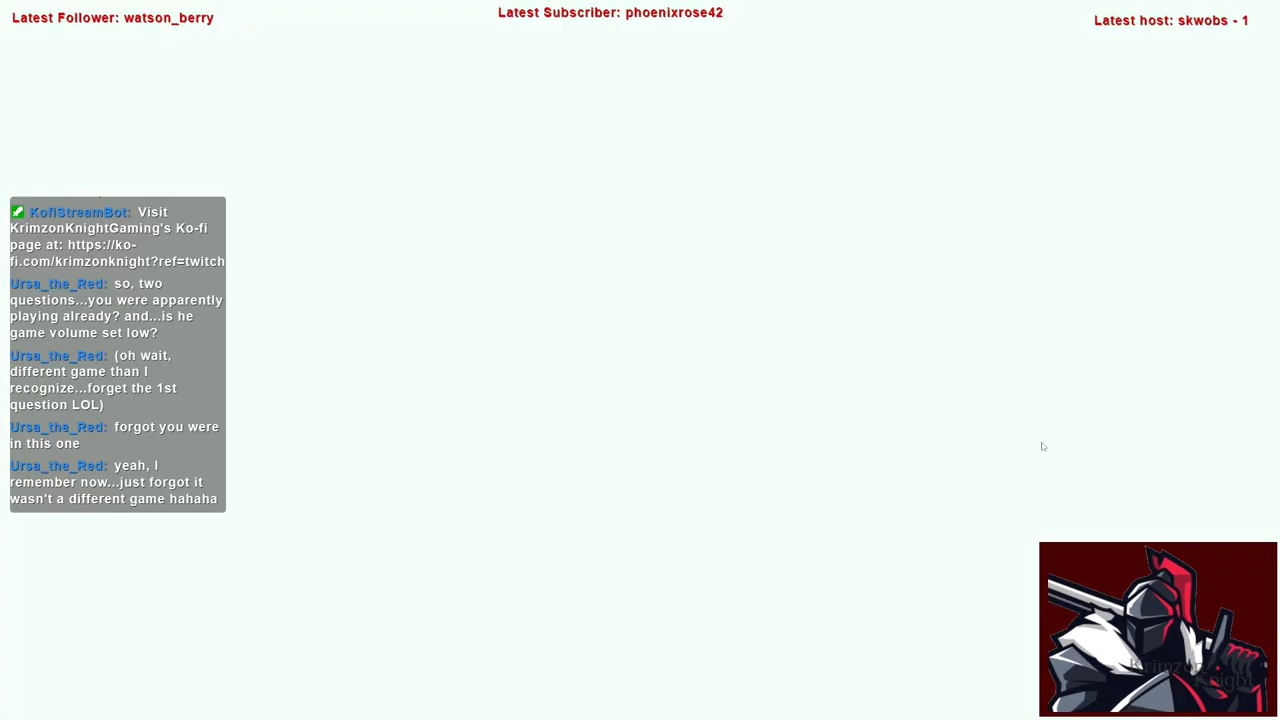 Latest Follower: watson_berry
Latest Subscriber: phoenixrose42
Latest host: skwobs - 1
KofiStreamBot: Visit
KrimzonKnightGaming's Ko-fi
page at: https://ko-
fi.com/krimzonknight?ref=twitch
Ursa_the_Red: so, two
questions...you were apparently
playing already? and...is he
game volume set low?
Ursa_the_Red: (oh wait,
different game than I
recognize...forget the 1st
question LOL)
Ursa_the_Red: forgot you were
in this one
Ursa_the_Red: yeah, I
remember now...just forgot it
wasn't a different game hahaha
Krimzon
Knight